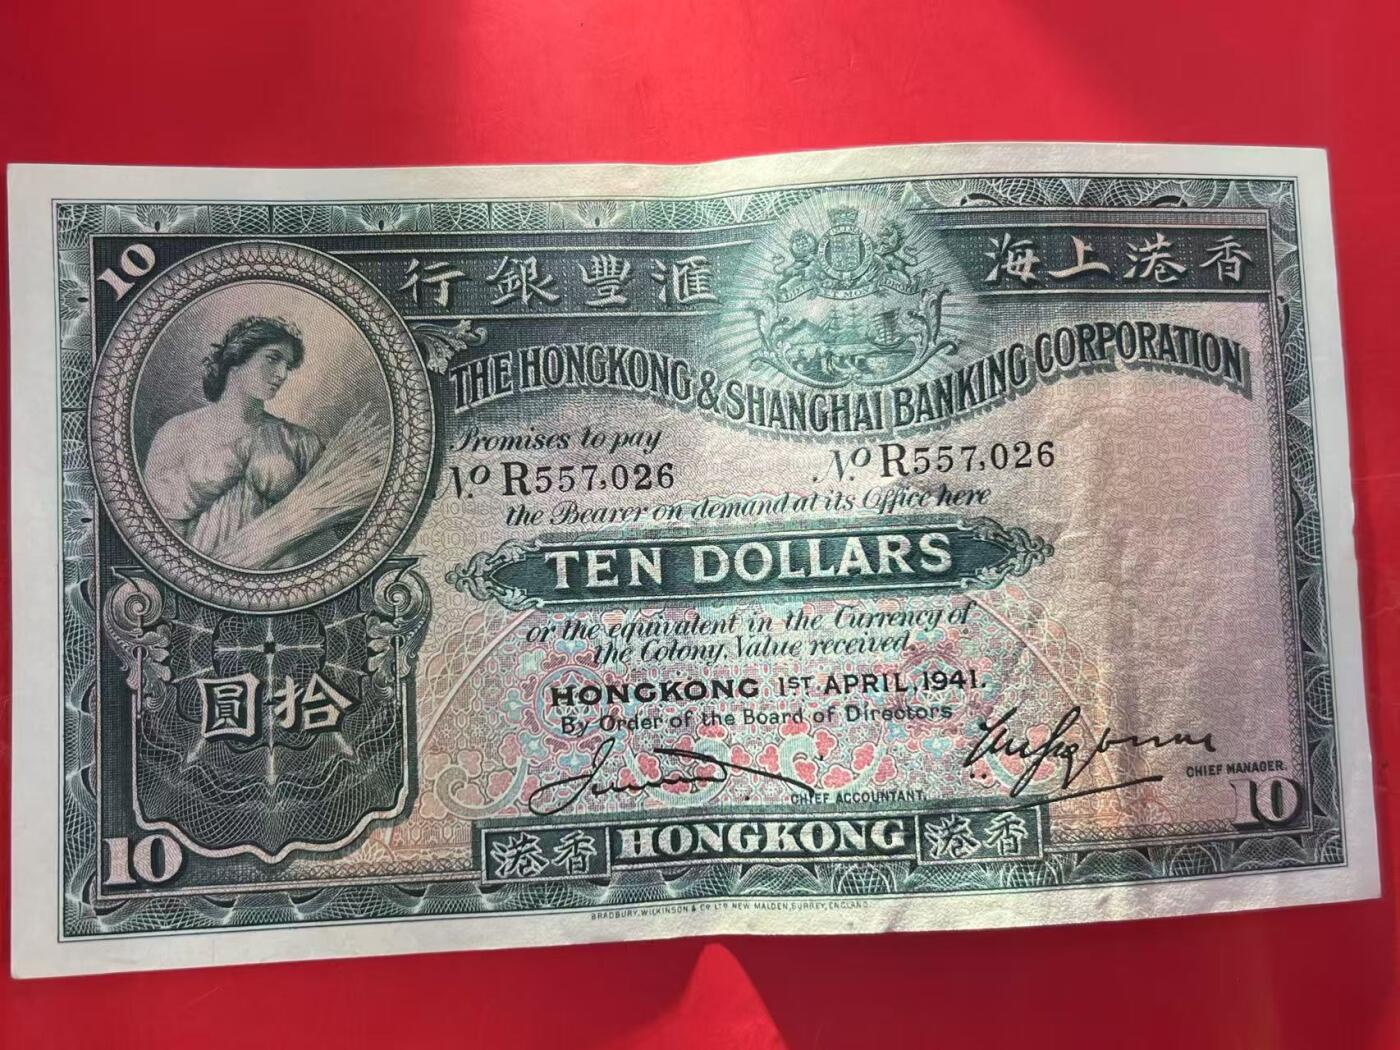 10
行銀豐滙
海上港香
THE HONGKONG & SHANGHAI BANKING CORPORATION
Promises to pay
No R557,026
No R557,026
the Bearer on demand at its Office here
TEN DOLLARS
or the equivalent in the Currency of
the Colony, Value received.
HONGKONG 1ST APRIL, 1941.
By Order of the Board of Directors
圓拾
CHIEF ACCOUNTANT.
CHIEF MANAGER.
10
港香
HONGKONG
港香
10
BRADBURY, WILKINSON & Co LTD NEW MALDEN, SURREY, ENGLAND.